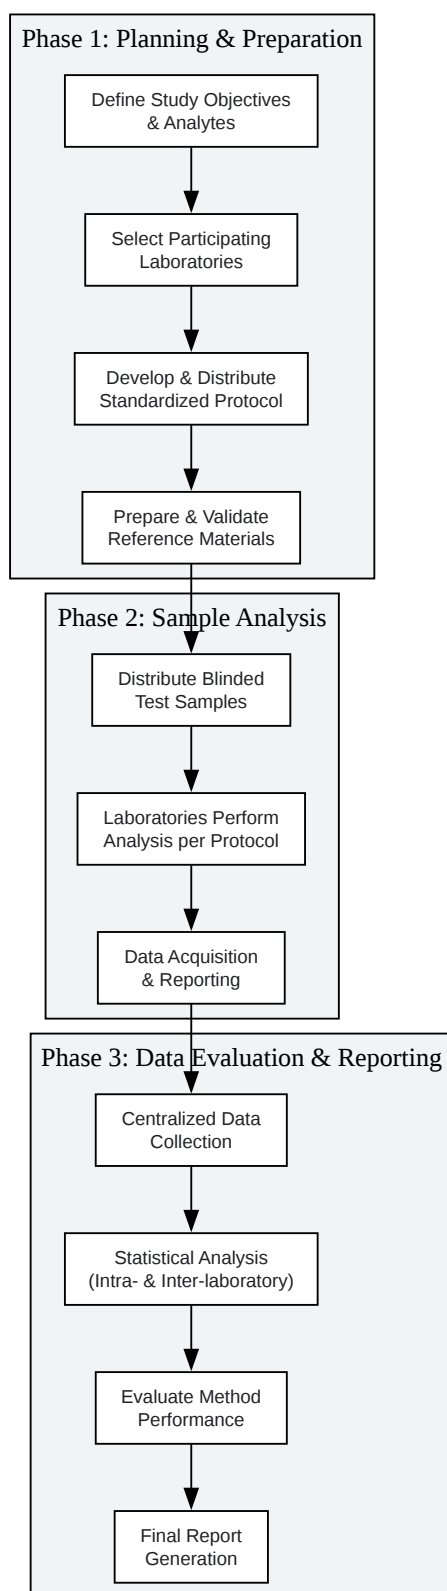 Phase 1: Planning & Preparation
Define Study Objectives
& Analytes
Select Participating
Laboratories
Develop & Distribute
Standardized Protocol
Prepare & Validate
Reference Materials
Phase 2: Sample Analysis
Distribute Blinded
Test Samples
Laboratories Perform
Analysis per Protocol
Data Acquisition
& Reporting
Phase 3: Data Evaluation & Reporting
Centralized Data
Collection
Statistical Analysis
(Intra- & Inter-laboratory)
Evaluate Method
Performance
Final Report
Generation